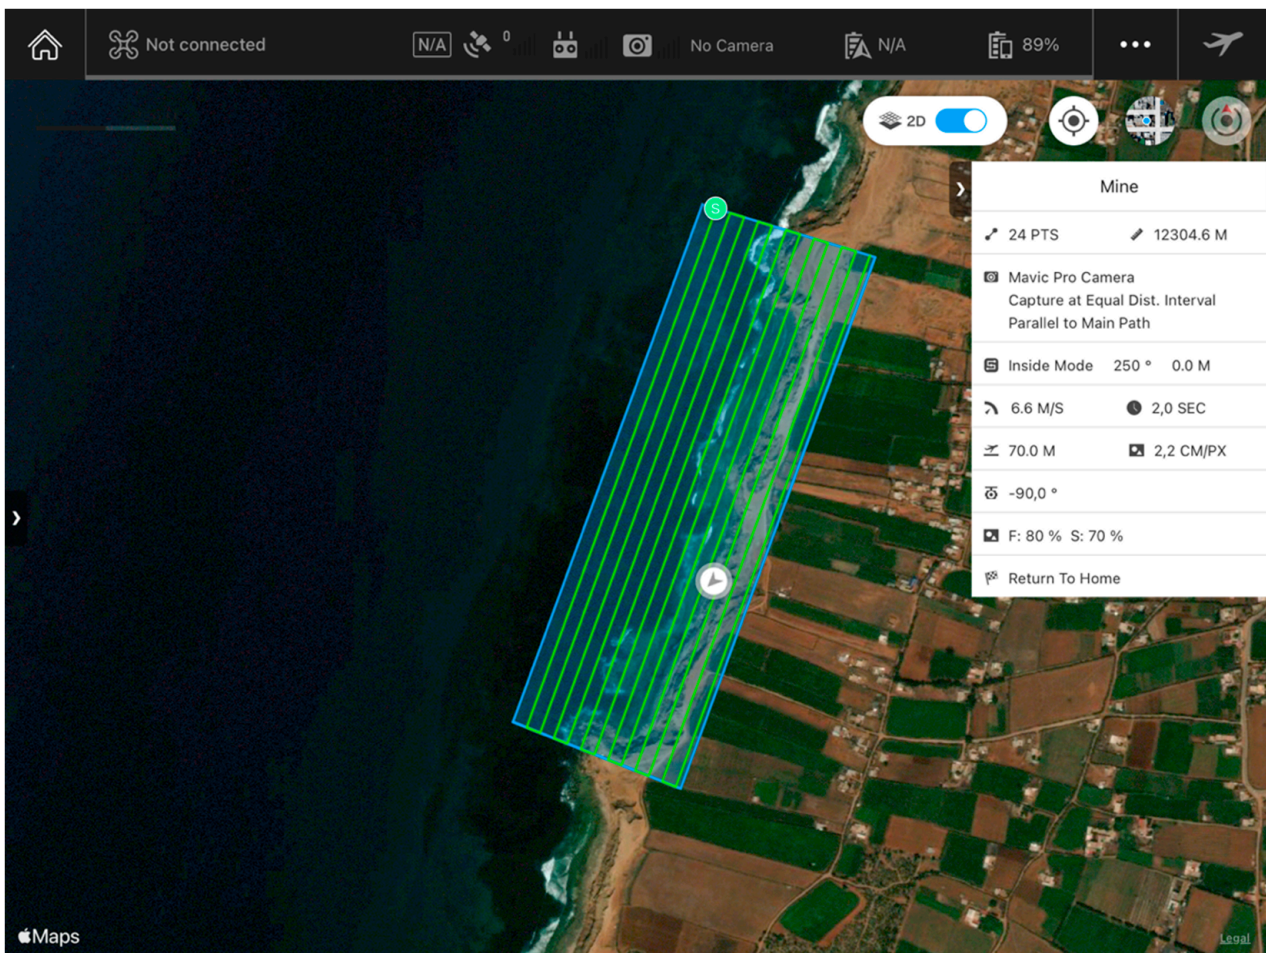 Not connected
N/A
0
No Camera
N/A
89%
2D
S
Mine
24 PTS 12304.6 M
Mavic Pro Camera
Capture at Equal Dist. Interval
Parallel to Main Path
Inside Mode 250 ° 0.0 M
6.6 M/S 2,0 SEC
70.0 M 2,2 CM/PX
-90,0 °
F: 80 % S: 70 %
Return To Home
Maps
Legal